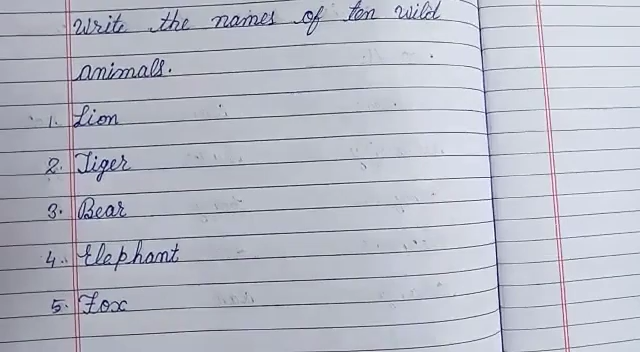 Write the names of ten wild
animals.
1. Lion
2. Tiger
3. Bear
4. Elephant
5. Fox